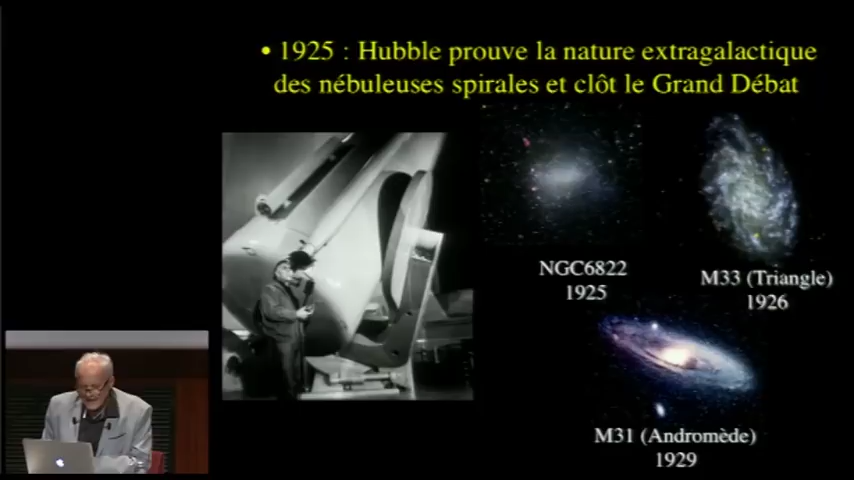 • 1925 : Hubble prouve la nature extragalactique
des nébuleuses spirales et clôt le Grand Débat
NGC6822
1925
M33 (Triangle)
1926
M31 (Andromède)
1929